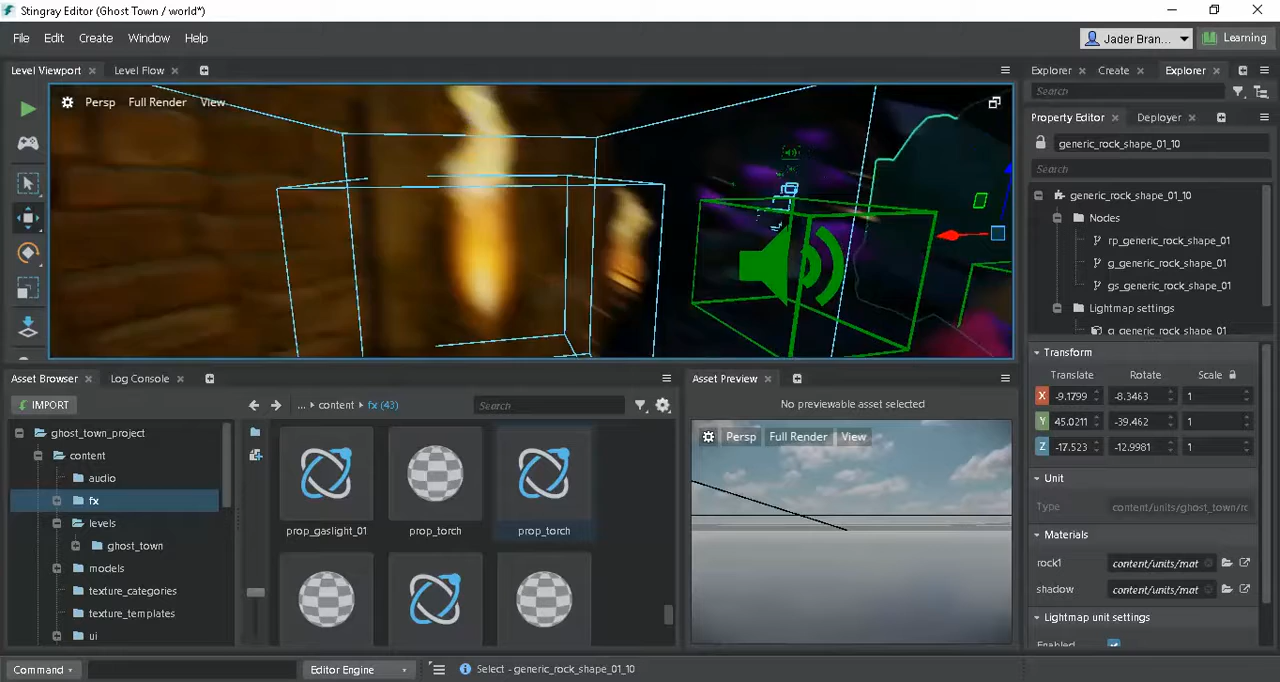 Stingray Editor (Ghost Town / world*)
File Edit Create Window Help
Jader Bran... Learning
Level Viewport Level Flow
Explorer Create Explorer
Persp Full Render View
Search
Property Editor Deployer
generic_rock_shape_01_10
Search
generic_rock_shape_01_10
Nodes
rp_generic_rock_shape_01
g_generic_rock_shape_01
gs_generic_rock_shape_01
Lightmap settings
g_generic_rock_shape_01
Transform
Translate Rotate Scale
X -9.1799 -8.3463 1
Y 45.0211 -39.462 1
Z -17.523 -12.9981 1
Unit
Type content/units/ghost_town/rc
Materials
rock1 content/units/mat
shadow content/units/mat
Lightmap unit settings
Enabled
Asset Browser Log Console
IMPORT
... content fx (43)
Search
ghost_town_project
content
audio
fx
levels
ghost_town
models
texture_categories
texture_templates
ui
prop_gaslight_01 prop_torch prop_torch
Asset Preview
No previewable asset selected
Persp Full Render View
Command Editor Engine Select - generic_rock_shape_01_10